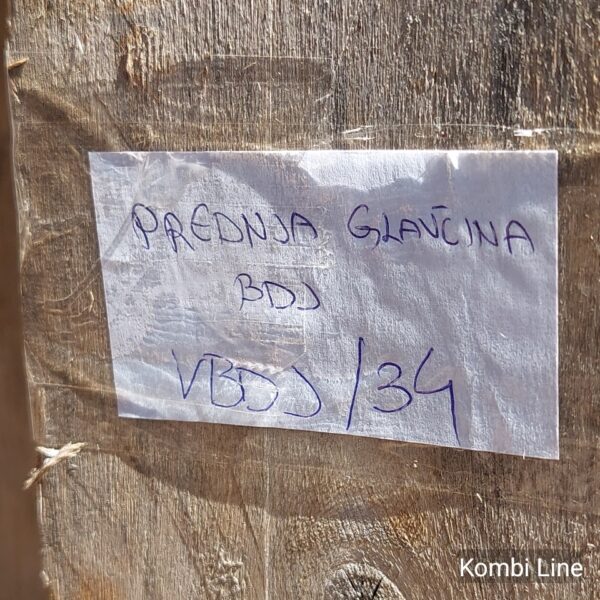 PREDNJA GLAVČINA
BDJ
VBDJ/34
Kombi Line